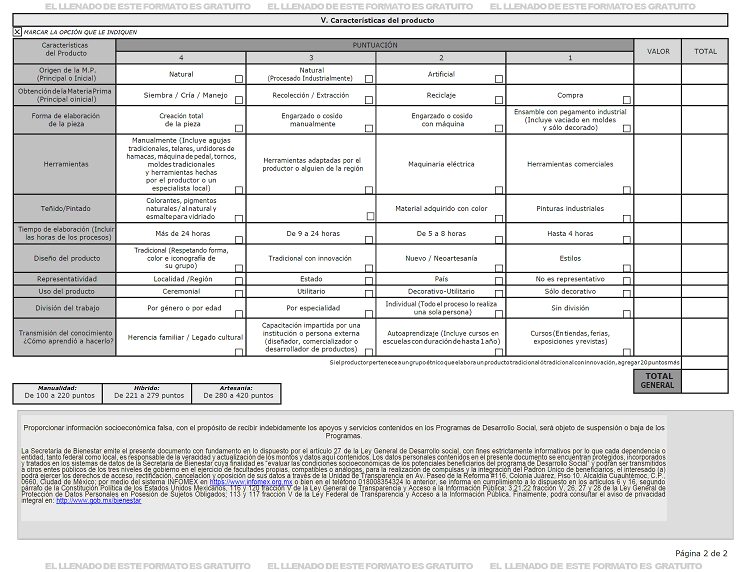 EL LLENADO DE ESTE FORMATO ES GRATUITO EL LLENADO DE ESTE FORMATO ES GRATUITO EL LLENADO DE ESTE FORMATO ES GRATUITO
V. Características del producto
X MARCAR LA OPCIÓN QUE LE INDIQUEN
Características
del Producto
PUNTUACIÓN
VALOR
TOTAL
4 3 2 1
Origen de la M.P.
(Principal o Inicial)
Natural
Natural
(Procesado Industrialmente)
Artificial
Obtención de la Materia Prima
(Principal oinicial)
Siembra / Cría / Manejo
Recolección / Extracción
Reciclaje
Compra
Forma de elaboración
de la pieza
Creación total
de la pieza
Engarzado o cosido
manualmente
Engarzado o cosido
con máquina
Ensamble con pegamento industrial
(Incluye vaciado en moldes
y sólo decorado)
Herramientas
Manualmente (Incluye agujas
tradicionales, telares, urdidores de
hamacas, máquina de pedal, tornos,
moldes tradicionales
y herramientas hechas
por el productor o un
especialista local)
Herramientas adaptadas por el
productor o alguien de la región
Maquinaria eléctrica
Herramientas comerciales
Teñido/Pintado
Colorantes, pigmentos
naturales / al natural y
esmalte para vidriado
Material adquirido con color
Pinturas industriales
Tiempo de elaboración (Incluir
las horas de los procesos)
Más de 24 horas
De 9 a 24 horas
De 5 a 8 horas
Hasta 4 horas
Diseño del producto
Tradicional (Respetando forma,
color e iconografía de
su grupo)
Tradicional con innovación
Nuevo / Neoartesanía
Estilos
Representatividad
Localidad /Región
Estado
País
No es representativo
Uso del producto
Ceremonial
Utilitario
Decorativo-Utilitario
Sólo decorativo
División del trabajo
Por género o por edad
Por especialidad
Individual (Todo el proceso lo realiza
una sola persona)
Sin división
Transmisión del conocimiento
¿Cómo aprendió a hacerlo?
Herencia familiar / Legado cultural
Capacitación impartida por una
institución o persona externa
(diseñador, comercializador o
desarrollador de productos)
Autoaprendizaje (Incluye cursos en
escuelas con duración de hasta 1 año)
Cursos (En tiendas, ferias,
exposiciones y revistas)
Si el productor pertenece a un grupo étnico que elabora un producto tradicional ó tradicional con innovación, agregar 20 puntos más
TOTAL
GENERAL
Manualidad:
De 100 a 220 puntos
Híbrido:
De 221 a 279 puntos
Artesanía:
De 280 a 420 puntos
Proporcionar información socioeconómica falsa, con el propósito de recibir indebidamente los apoyos y servicios contenidos en los Programas de Desarrollo Social, será objeto de suspensión o baja de los
Programas.
La Secretaría de Bienestar emite el presente documento con fundamento en lo dispuesto por el artículo 27 de la Ley General de Desarrollo social, con fines estrictamente informativos por lo que cada dependencia o
entidad, tanto federal como local, es responsable de la veracidad y actualización de los montos y datos aquí contenidos. Los datos personales contenidos en el presente documento se encuentran protegidos, incorporados
y tratados en los sistemas de datos de la Secretaría de Bienestar cuya finalidad es "evaluar las condiciones socioeconómicas de los potenciales beneficiarios del programa de Desarrollo Social" y podrán ser transmitidos
a otros entes públicos de los tres niveles de gobierno en el ejercicio de facultades propias, compatibles o análogas, para la realización de compulsas y la integración del Padrón Único de beneficiarios, el interesado (a)
podrá ejercer los derechos de acceso, rectificación, cancelación y oposición de sus datos a través de la Unidad de Transparencia en Av. Paseo de la Reforma #116, Colonia Juárez, Piso 10, Alcaldía Cuauhtémoc, C.P.
0660, Ciudad de México; por medio del sistema INFOMEX en https://www.infomex.org.mx o bien en el teléfono 018008354324 lo anterior, se informa en cumplimiento a lo dispuesto en los artículos 6 y 16, segundo
párrafo de la Constitución Política de los Estados Unidos Mexicanos, 116 y 120 fracción V de la Ley General de Transparencia y Acceso a la Información Pública; 3,21,22 fracción V, 26, 27 y 28 de la Ley General de
Protección de Datos Personales en Posesión de Sujetos Obligados; 113 y 117 fracción V de la Ley Federal de Transparencia y Acceso a la Información Pública. Finalmente, podrá consultar el aviso de privacidad
integral en: http://www.gob.mx/bienestar
Página 2 de 2
EL LLENADO DE ESTE FORMATO ES GRATUITO EL LLENADO DE ESTE FORMATO ES GRATUITO EL LLENADO DE ESTE FORMATO ES GRATUITO